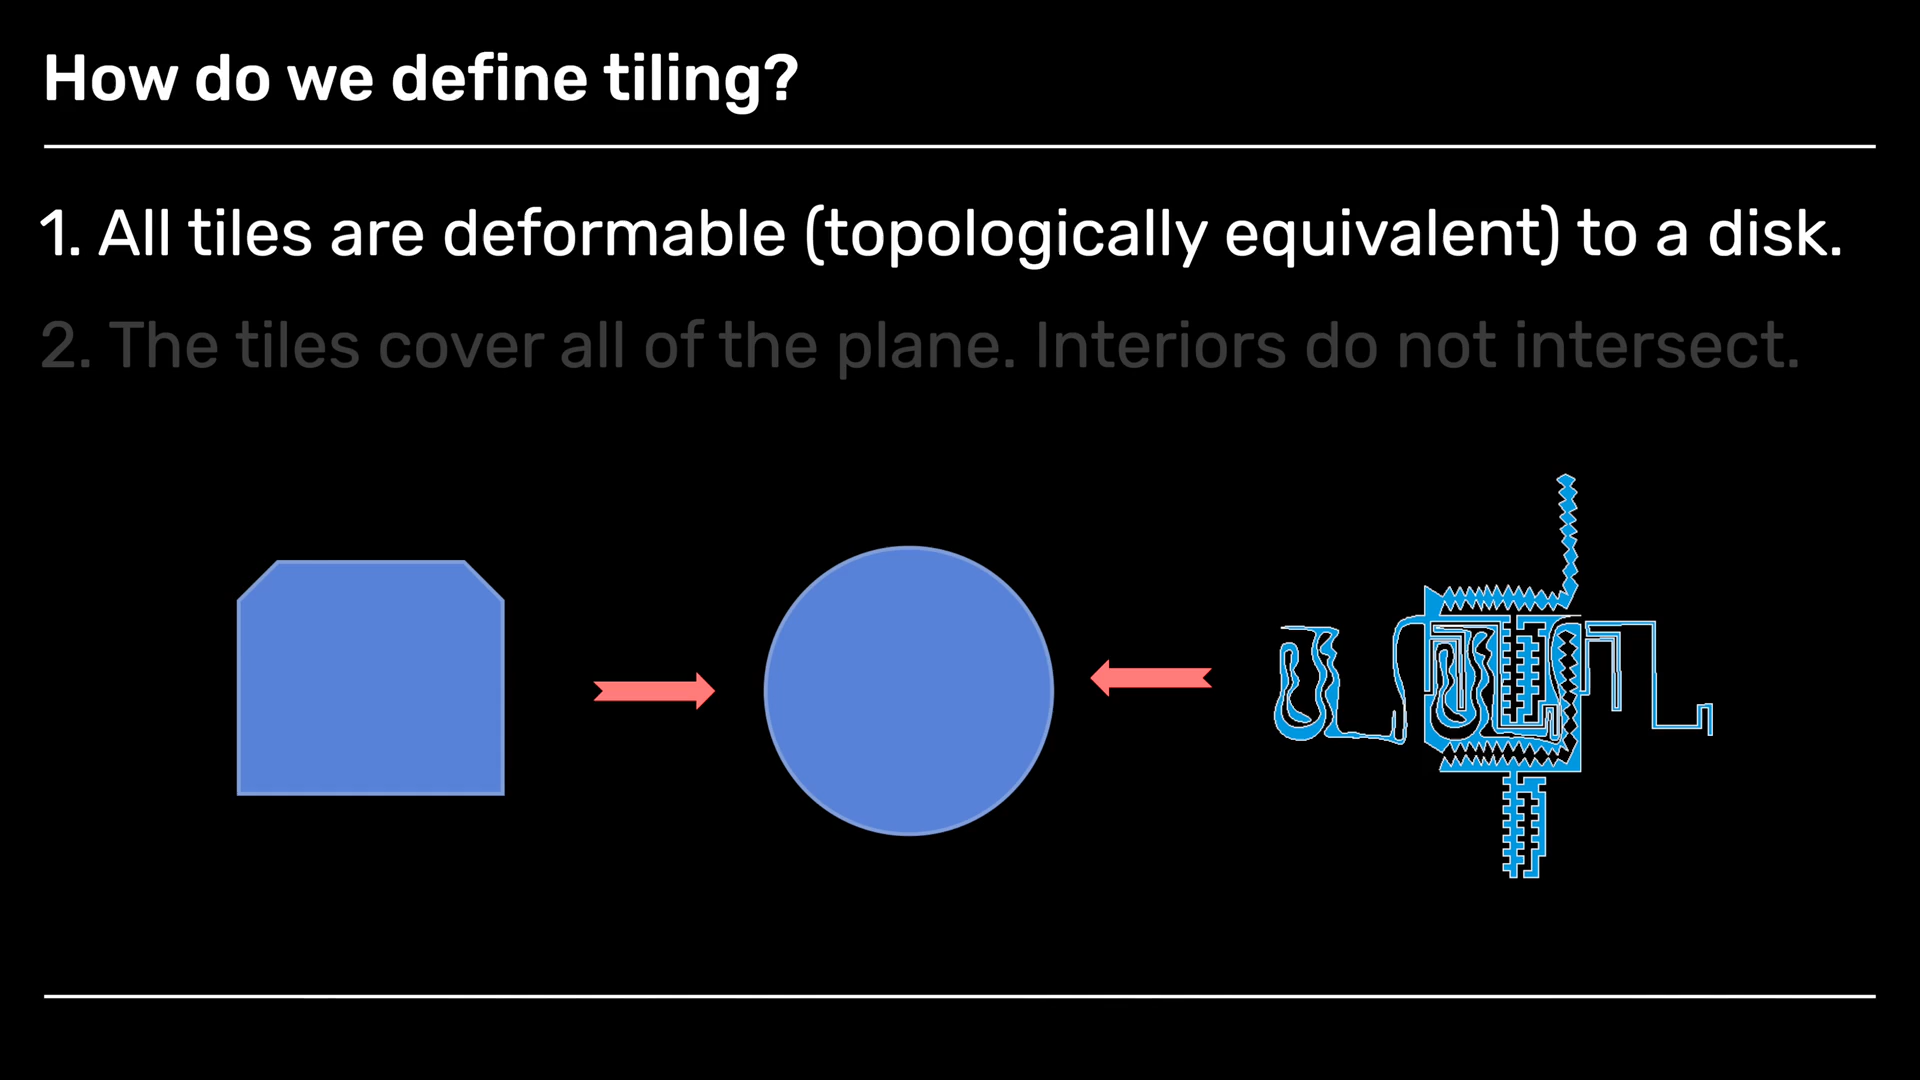 How do we define tiling?
1. All tiles are deformable (topologically equivalent) to a disk.
2. The tiles cover all of the plane. Interiors do not intersect.